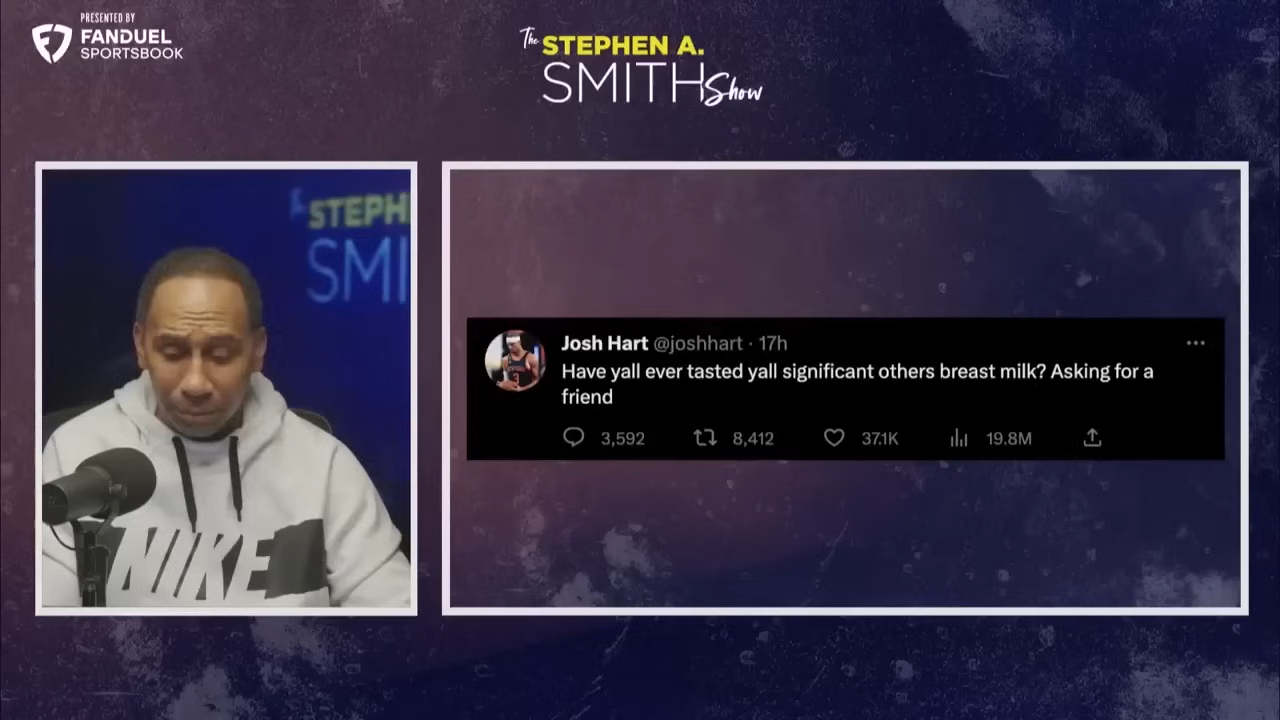 PRESENTED BY
FANDUEL
SPORTSBOOK
The
STEPHEN A.
SMITH Show
STEPH
SMI
NIKE
Josh Hart @joshhart · 17h
Have yall ever tasted yall significant others breast milk? Asking for a
friend
3,592 8,412 37.1K 19.8M